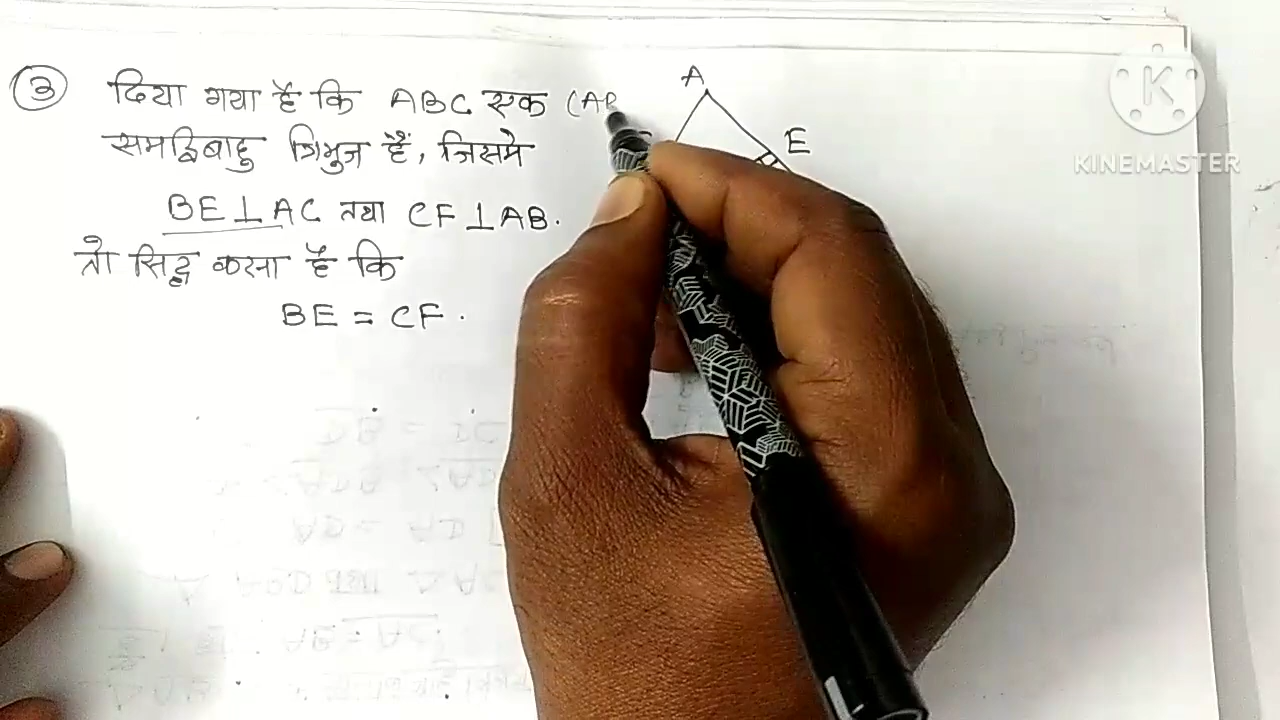 ③ दिया गया है कि ABC एक (AB
समद्विबाहु त्रिभुज हैं, जिसमे
BE⊥AC तथा CF⊥AB.
तो सिद्ध करना है कि
BE = CF.
A
E
K
KINEMASTER